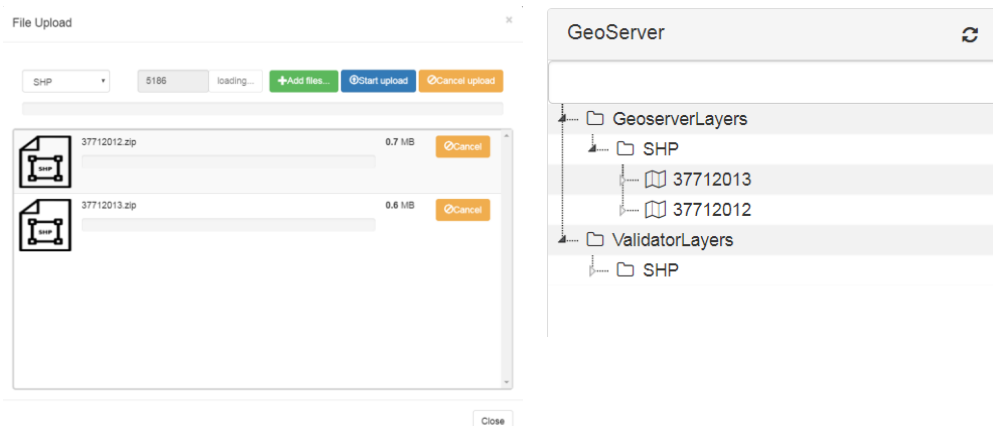 File Upload ×
SHP 5186 loading... +Add files... Start upload Cancel upload
37712012.zip 0.7 MB Cancel
SHP
37712013.zip 0.6 MB Cancel
SHP
Close
GeoServer
GeoserverLayers
SHP
37712013
37712012
ValidatorLayers
SHP